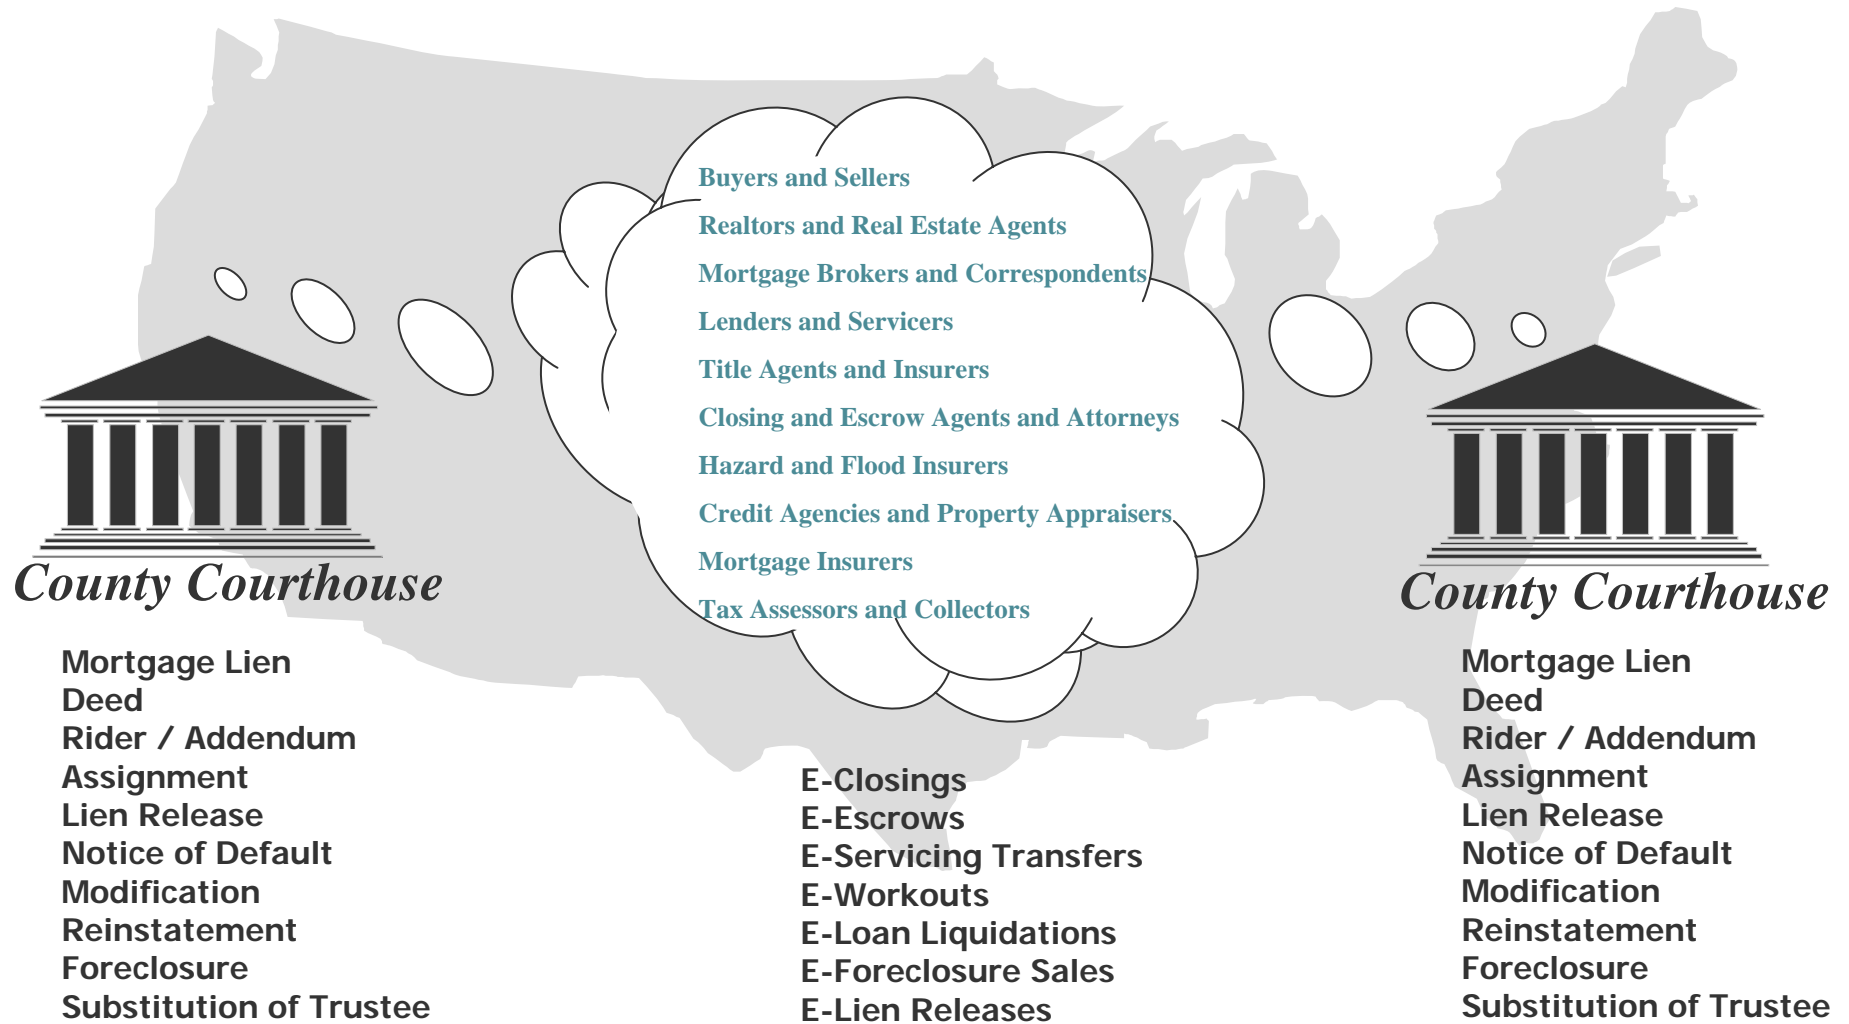 Buyers and Sellers
Realtors and Real Estate Agents
Mortgage Brokers and Correspondents
Lenders and Servicers
Title Agents and Insurers
Closing and Escrow Agents and Attorneys
Hazard and Flood Insurers
Credit Agencies and Property Appraisers
Mortgage Insurers
Tax Assessors and Collectors
County Courthouse
Mortgage Lien
Deed
Rider / Addendum
Assignment
Lien Release
Notice of Default
Modification
Reinstatement
Foreclosure
Substitution of Trustee
E-Closings
E-Escrows
E-Servicing Transfers
E-Workouts
E-Loan Liquidations
E-Foreclosure Sales
E-Lien Releases
County Courthouse
Mortgage Lien
Deed
Rider / Addendum
Assignment
Lien Release
Notice of Default
Modification
Reinstatement
Foreclosure
Substitution of Trustee